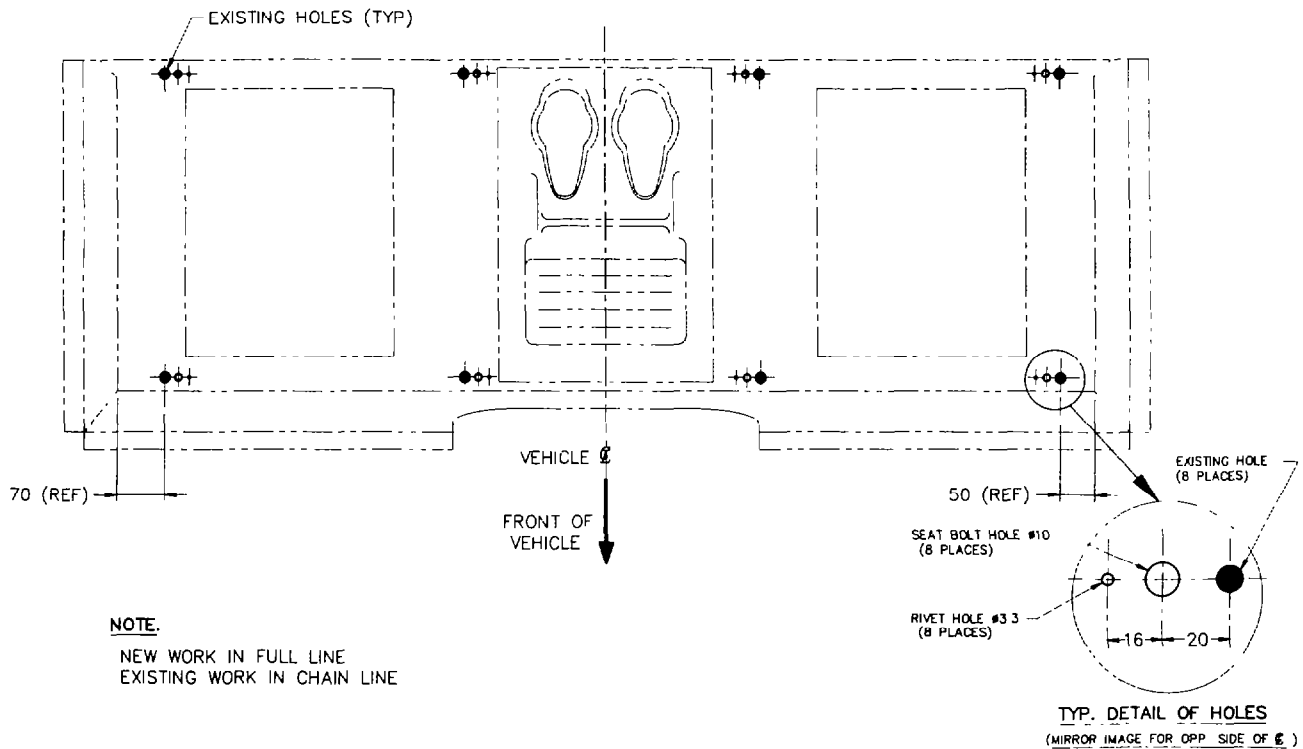 EXISTING HOLES (TYP)
VEHICLE ℄
70 (REF)
50 (REF)
FRONT OF
VEHICLE
EXISTING HOLE
(8 PLACES)
SEAT BOLT HOLE ø10
(8 PLACES)
RIVET HOLE ø3.3
(8 PLACES)
16
20
NOTE.
NEW WORK IN FULL LINE
EXISTING WORK IN CHAIN LINE
TYP. DETAIL OF HOLES
(MIRROR IMAGE FOR OPP SIDE OF ℄)